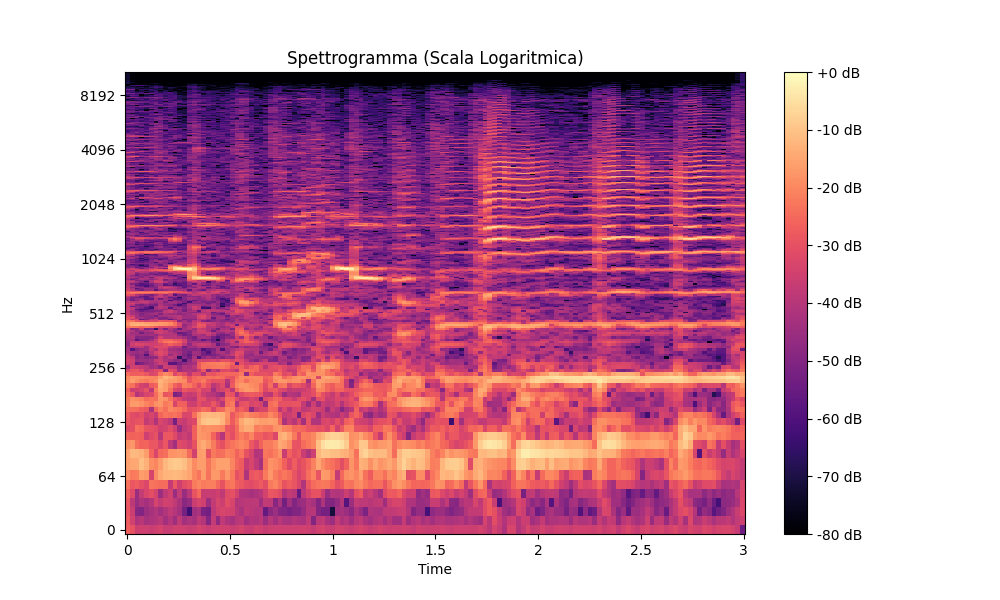 Spettrogramma (Scala Logaritmica)
8192
4096
2048
1024
512
256
128
64
0
Hz
0
0.5
1
1.5
2
2.5
3
Time
+0 dB
-10 dB
-20 dB
-30 dB
-40 dB
-50 dB
-60 dB
-70 dB
-80 dB